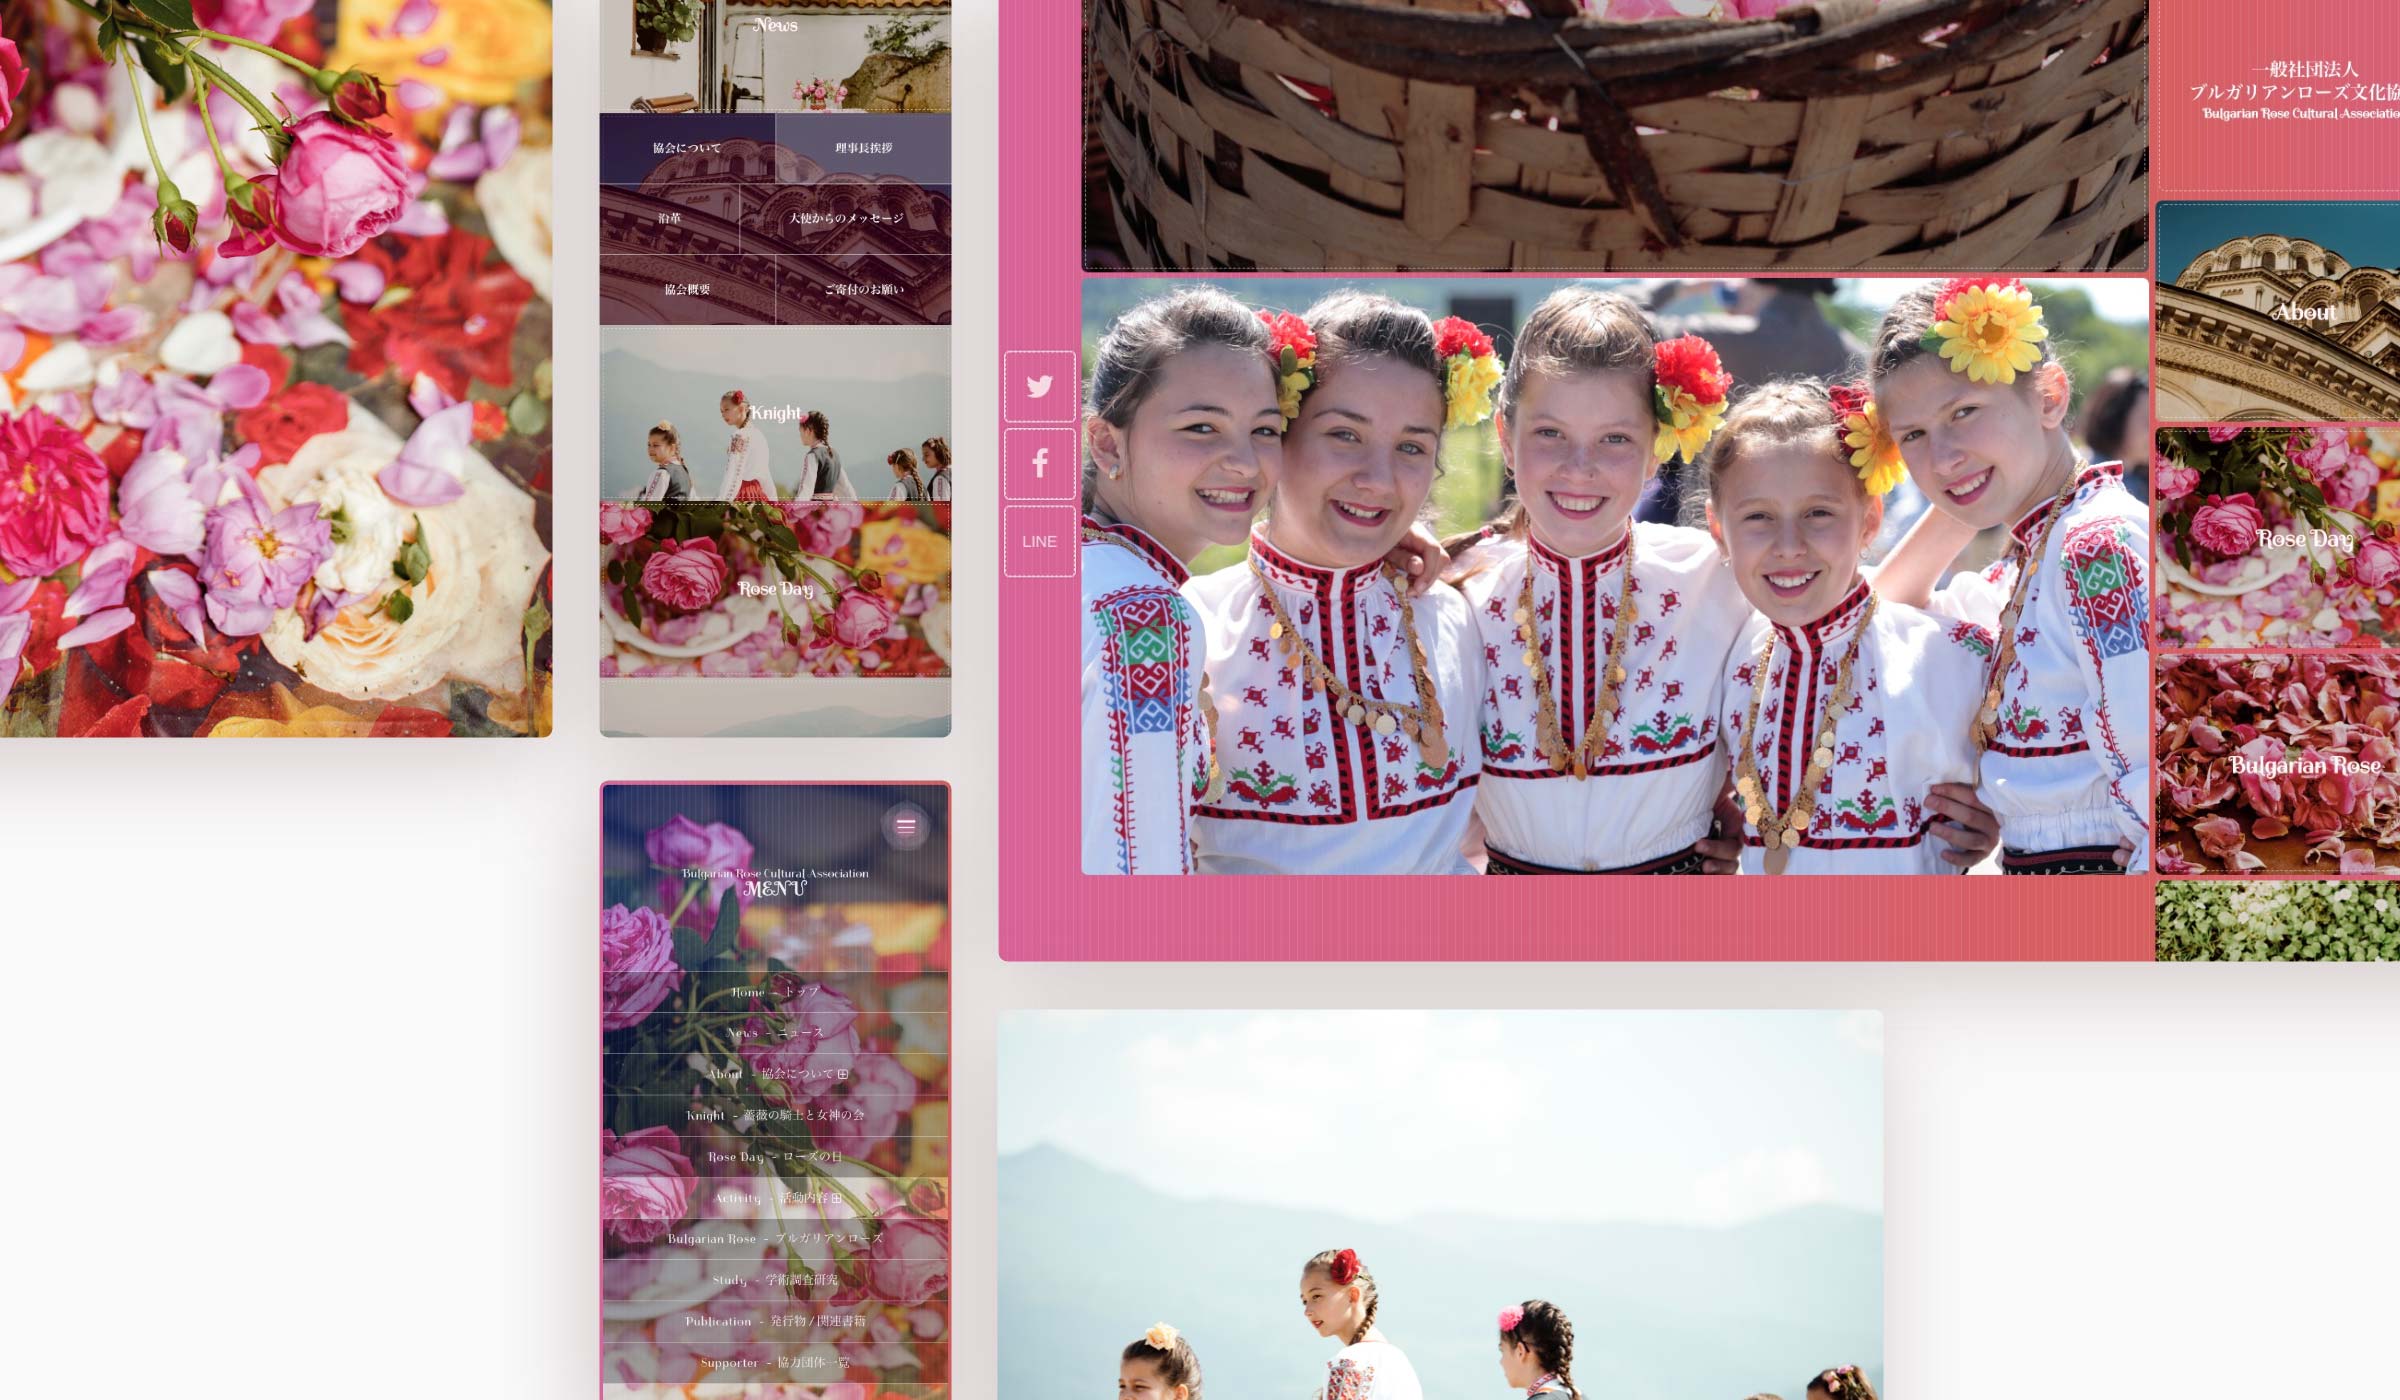 News
協会について
理事長挨拶
沿革
大使からのメッセージ
協会概要
ご寄付のお願い
Knight
Rose Day
Bulgarian Rose Cultural Association
MENU
Home - トップ
News - ニュース
About - 協会について
Knight - 薔薇の騎士と女神の会
Rose Day - ローズの日
Activity - 活動内容
Bulgarian Rose - ブルガリアンローズ
Study - 学術調査研究
Publication - 発行物 / 関連書籍
Supporter - 協力団体一覧
LINE
一般社団法人
ブルガリアンローズ文化協
Bulgarian Rose Cultural Associatio
About
Rose Day
Bulgarian Rose